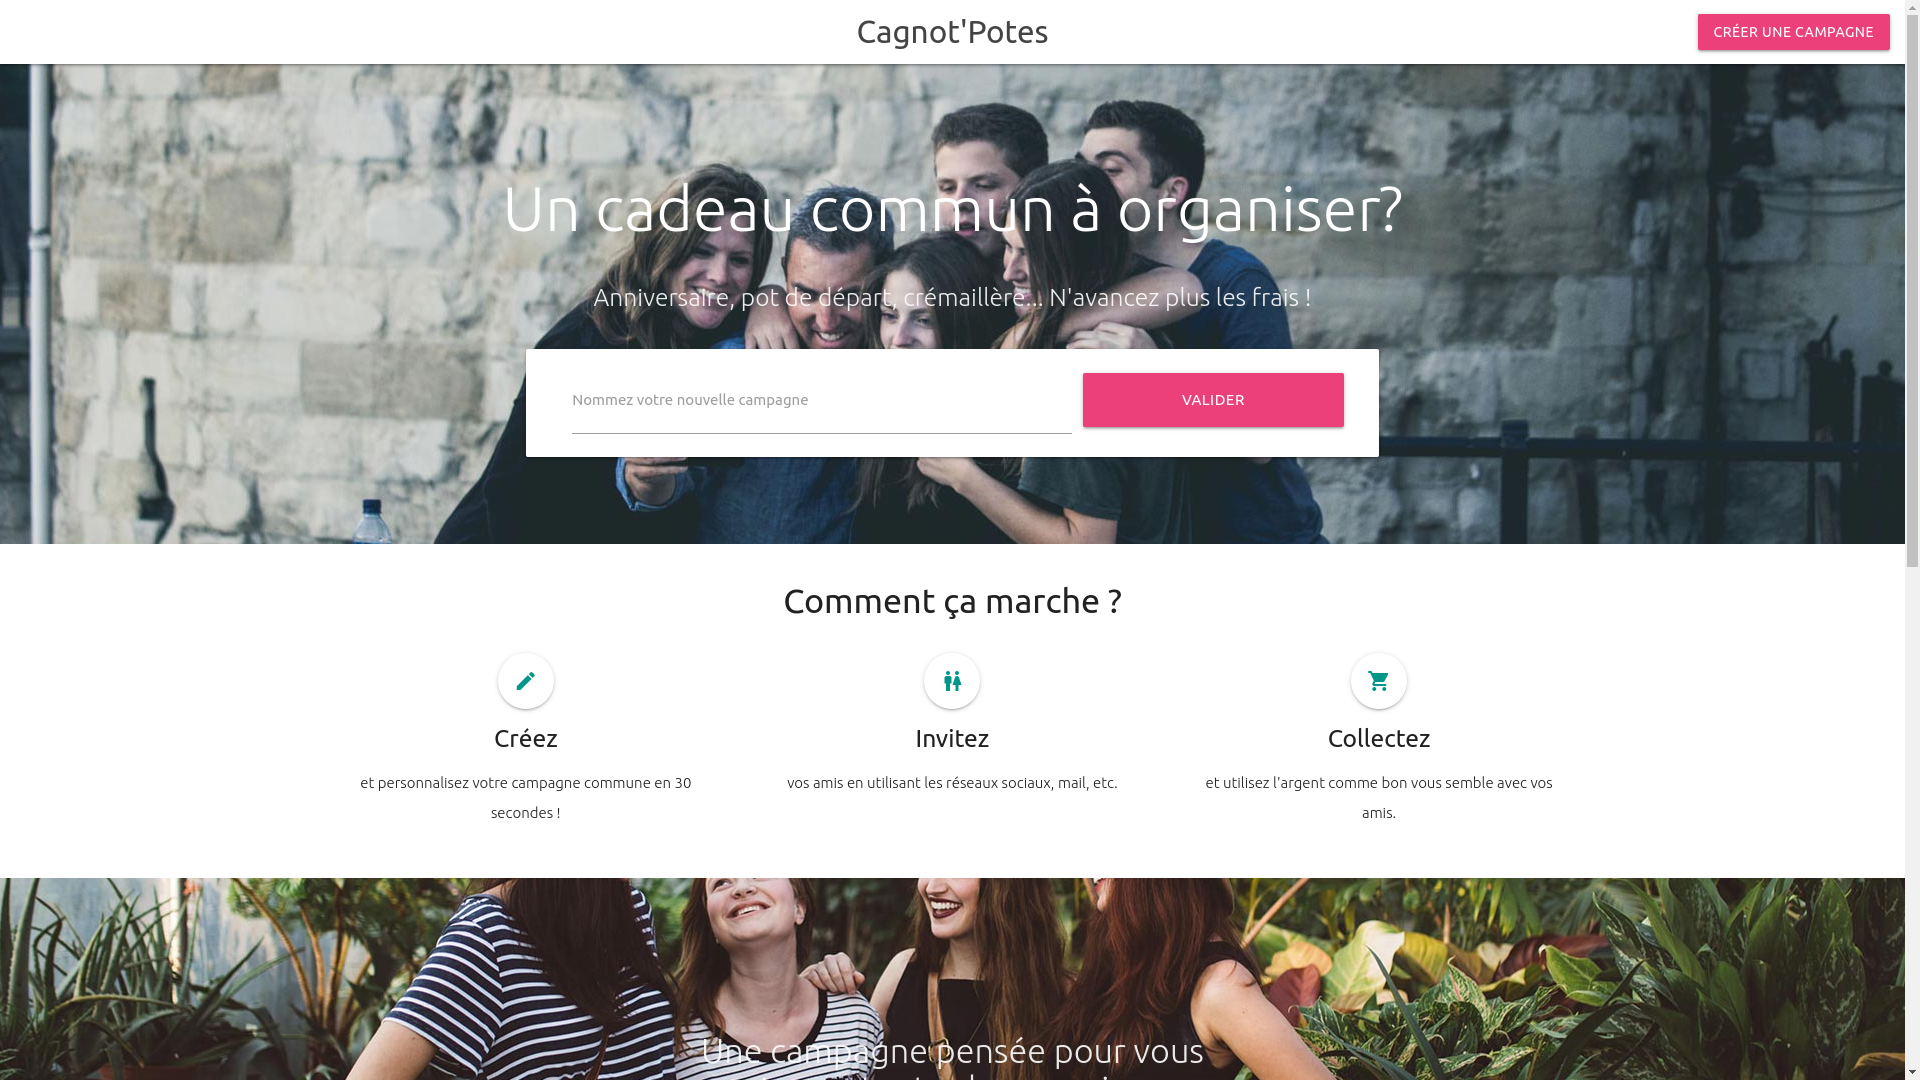 Cagnot'Potes
CRÉER UNE CAMPAGNE
Un cadeau commun à organiser?
Anniversaire, pot de départ, crémaillère... N'avancez plus les frais !
Nommez votre nouvelle campagne
VALIDER
Comment ça marche ?
Créez
et personnalisez votre campagne commune en 30
secondes !
Invitez
vos amis en utilisant les réseaux sociaux, mail, etc.
Collectez
et utilisez l'argent comme bon vous semble avec vos
amis.
Une campagne pensée pour vous